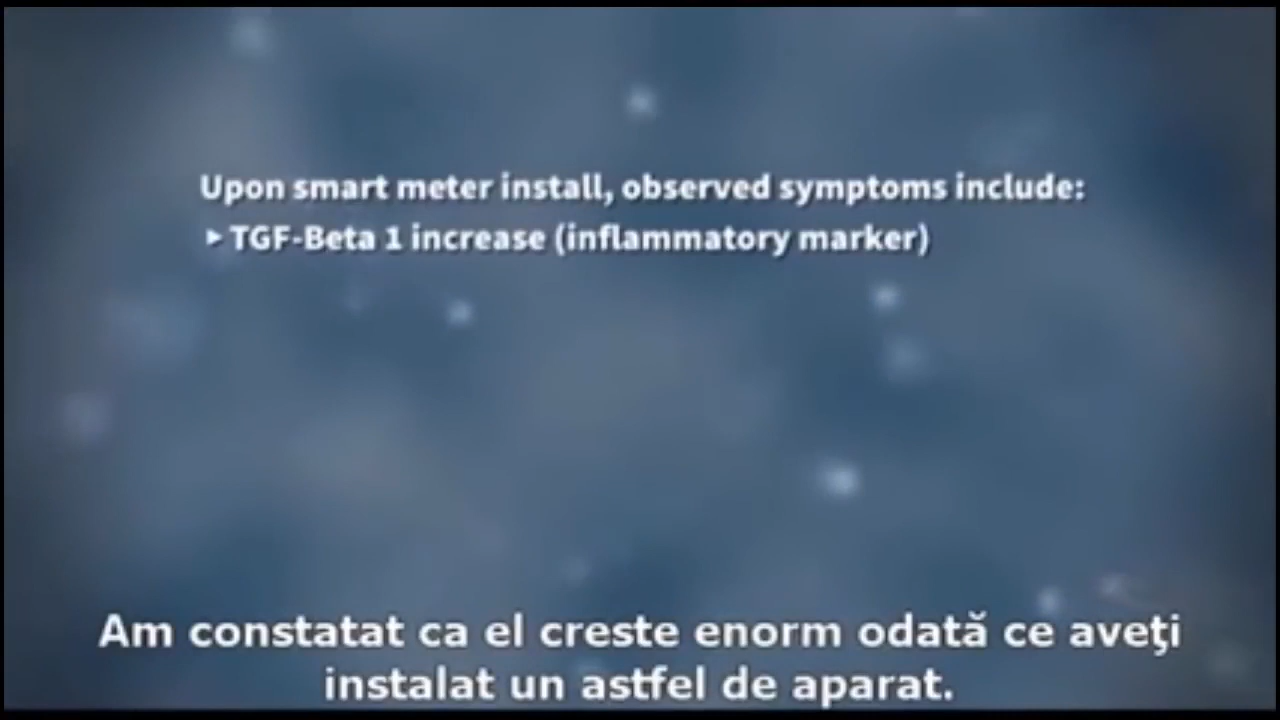 Upon smart meter install, observed symptoms include:
▸ TGF-Beta 1 increase (inflammatory marker)
Am constatat ca el creste enorm odată ce aveţi
instalat un astfel de aparat.